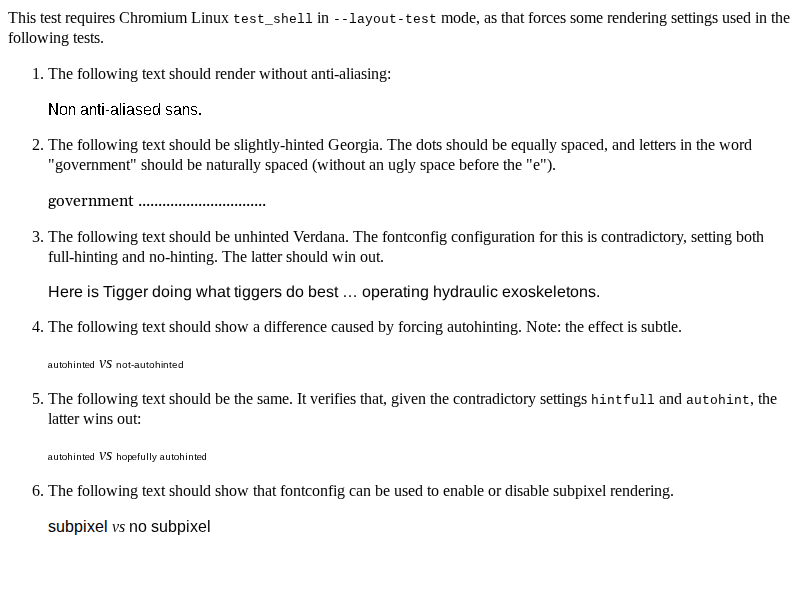 This test requires Chromium Linux test_shell in --layout-test mode, as that forces some rendering settings used in the
following tests.
1. The following text should render without anti-aliasing:
Non anti-aliased sans.
2. The following text should be slightly-hinted Georgia. The dots should be equally spaced, and letters in the word
"government" should be naturally spaced (without an ugly space before the "e").
government ................................
3. The following text should be unhinted Verdana. The fontconfig configuration for this is contradictory, setting both
full-hinting and no-hinting. The latter should win out.
Here is Tigger doing what tiggers do best … operating hydraulic exoskeletons.
4. The following text should show a difference caused by forcing autohinting. Note: the effect is subtle.
autohinted vs not-autohinted
5. The following text should be the same. It verifies that, given the contradictory settings hintfull and autohint, the
latter wins out:
autohinted vs hopefully autohinted
6. The following text should show that fontconfig can be used to enable or disable subpixel rendering.
subpixel vs no subpixel